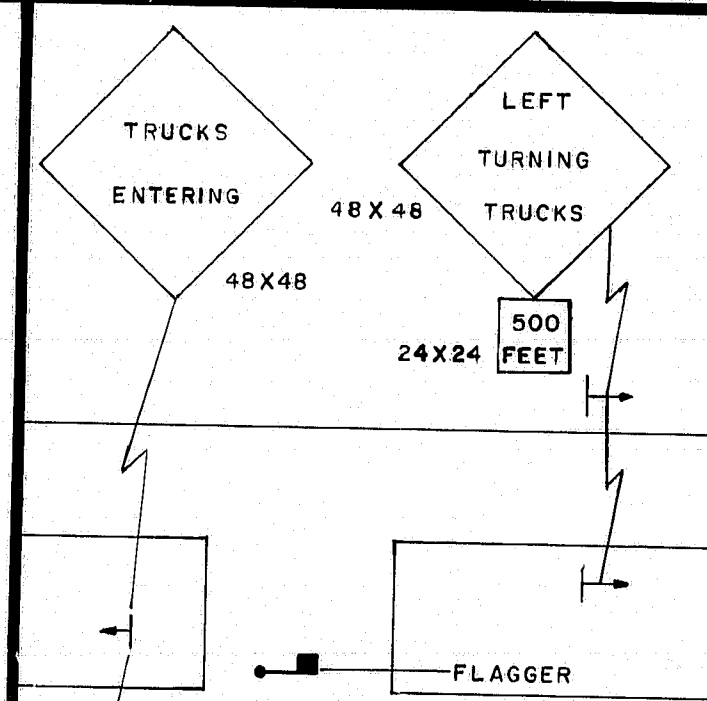 TRUCKS
ENTERING
48X48
LEFT
TURNING
TRUCKS
48 X 48
500
FEET
24X24
FLAGGER